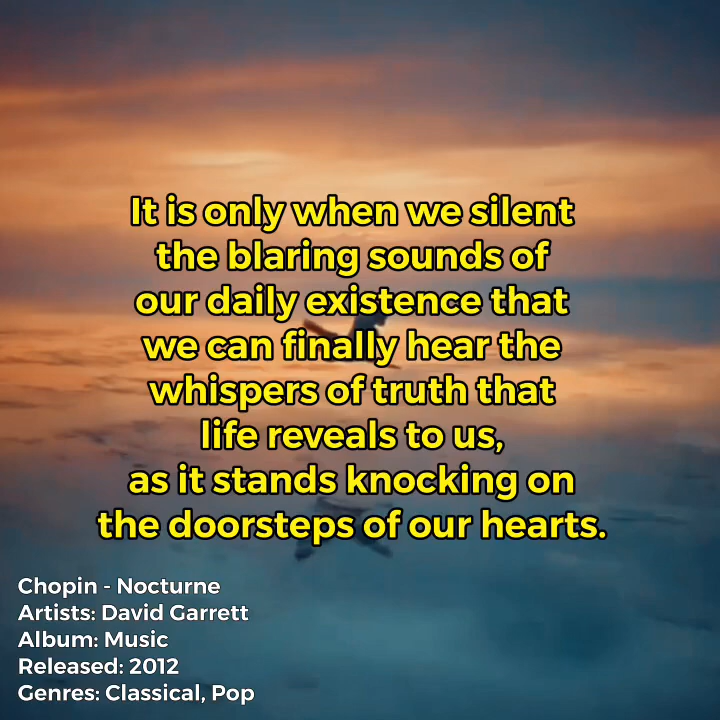 It is only when we silent
the blaring sounds of
our daily existence that
we can finally hear the
whispers of truth that
life reveals to us,
as it stands knocking on
the doorsteps of our hearts.
Chopin - Nocturne
Artists: David Garrett
Album: Music
Released: 2012
Genres: Classical, Pop